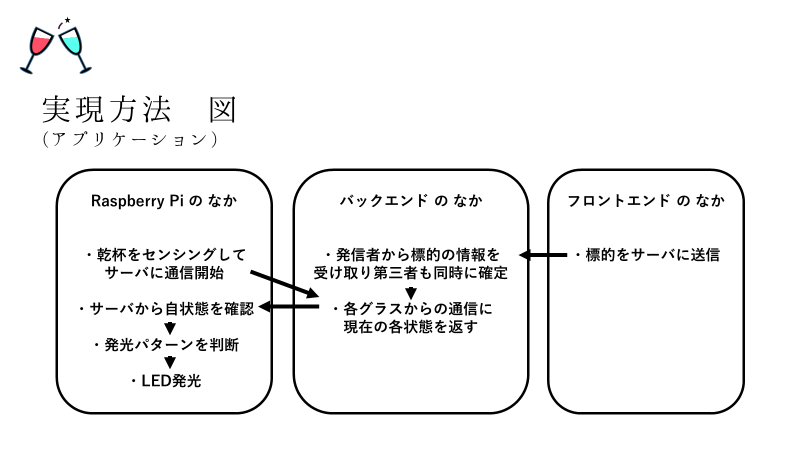 実現方法　図
(アプリケーション)
Raspberry Pi の なか
・乾杯をセンシングして
サーバに通信開始
・サーバから自状態を確認
・発光パターンを判断
・LED発光
バックエンド の なか
・発信者から標的の情報を
受け取り第三者も同時に確定
・各グラスからの通信に
現在の各状態を返す
フロントエンド の なか
・標的をサーバに送信